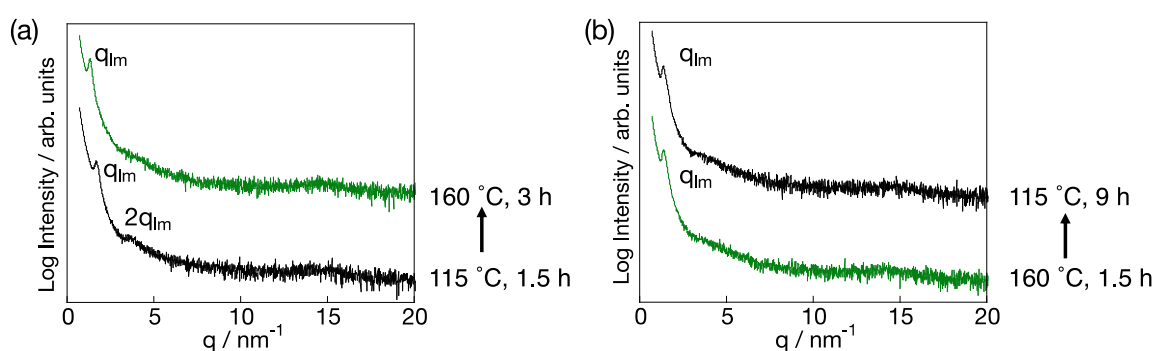 (a)
Log Intensity / arb. units
q_lm
q_lm
2q_lm
0 5 10 15 20
q / nm⁻¹
160 ˚C, 3 h
115 ˚C, 1.5 h
(b)
Log Intensity / arb. units
q_lm
q_lm
0 5 10 15 20
q / nm⁻¹
115 ˚C, 9 h
160 ˚C, 1.5 h